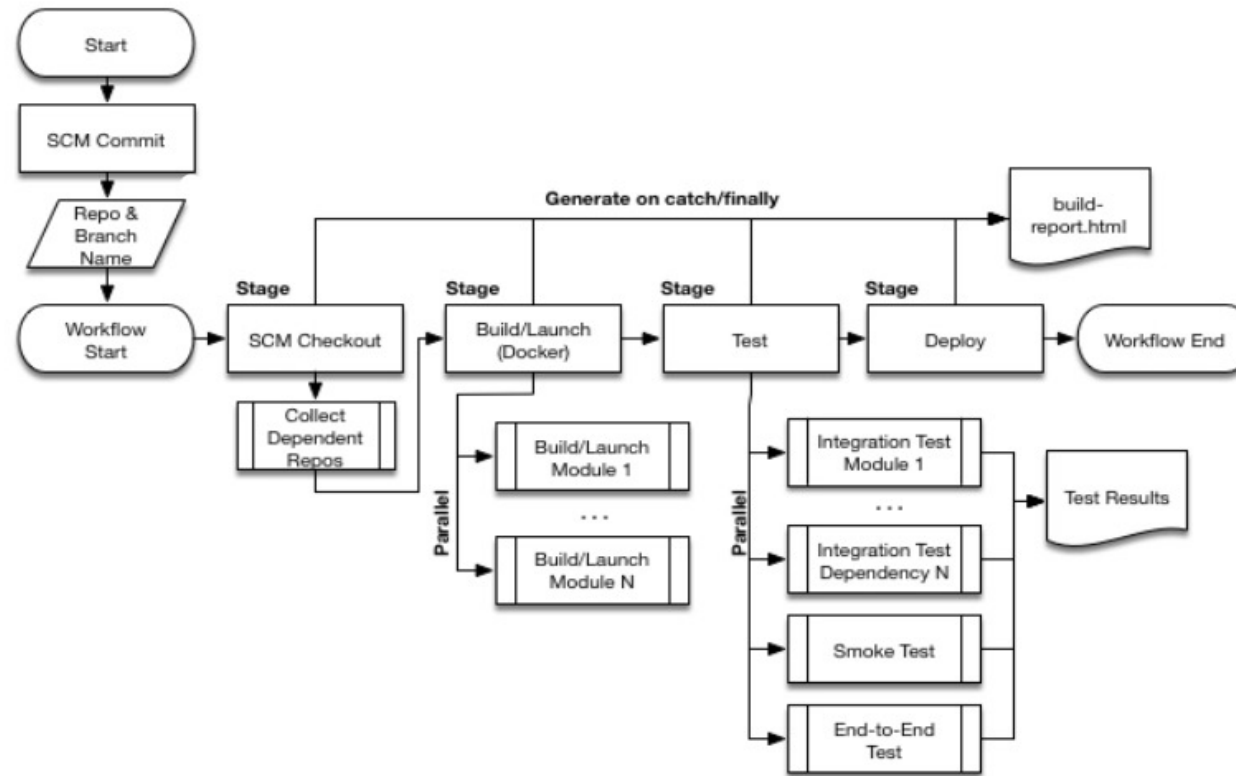 Start
SCM Commit
Repo &
Branch
Name
Generate on catch/finally
build-
report.html
Workflow
Start
Stage
SCM Checkout
Stage
Build/Launch
(Docker)
Stage
Test
Stage
Deploy
Workflow End
Collect
Dependent
Repos
Parallel
Build/Launch
Module 1
...
Build/Launch
Module N
Parallel
Integration Test
Module 1
...
Integration Test
Dependency N
Smoke Test
End-to-End
Test
Test Results